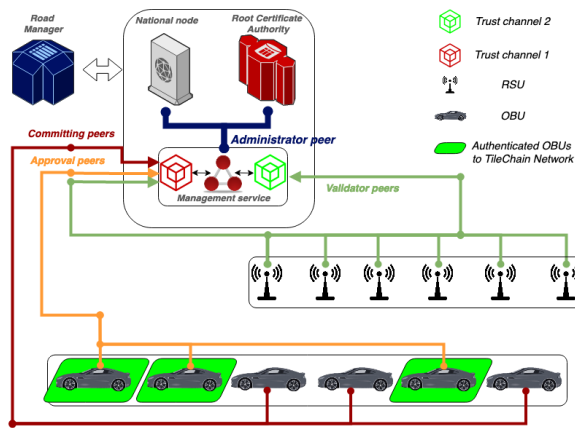 Road
Manager
National node
Root Certificate
Authority
Trust channel 2
Trust channel 1
RSU
OBU
Authenticated OBUs
to TileChain Network
Committing peers
Approval peers
Administrator peer
Management service
Validator peers